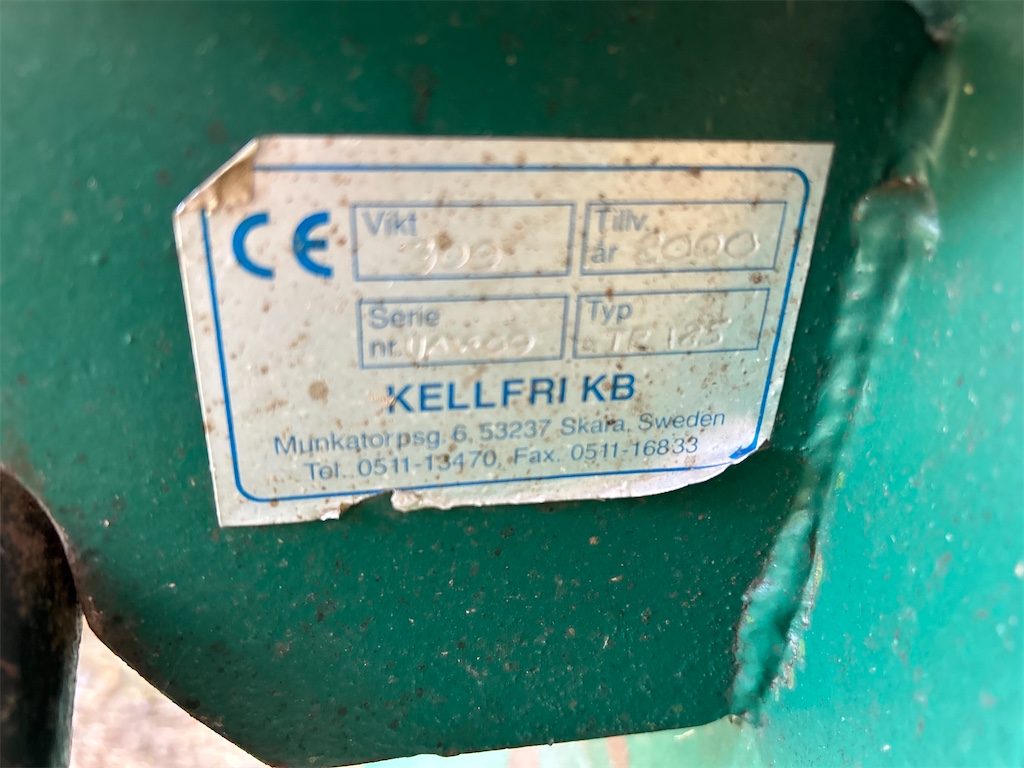 CE
Vikt 300
Tillv. år 2000
Serie nr.
Typ
KELLFRI KB
Munkatorpsg. 6, 53237 Skara, Sweden
Tel. 0511-13470, Fax. 0511-16833